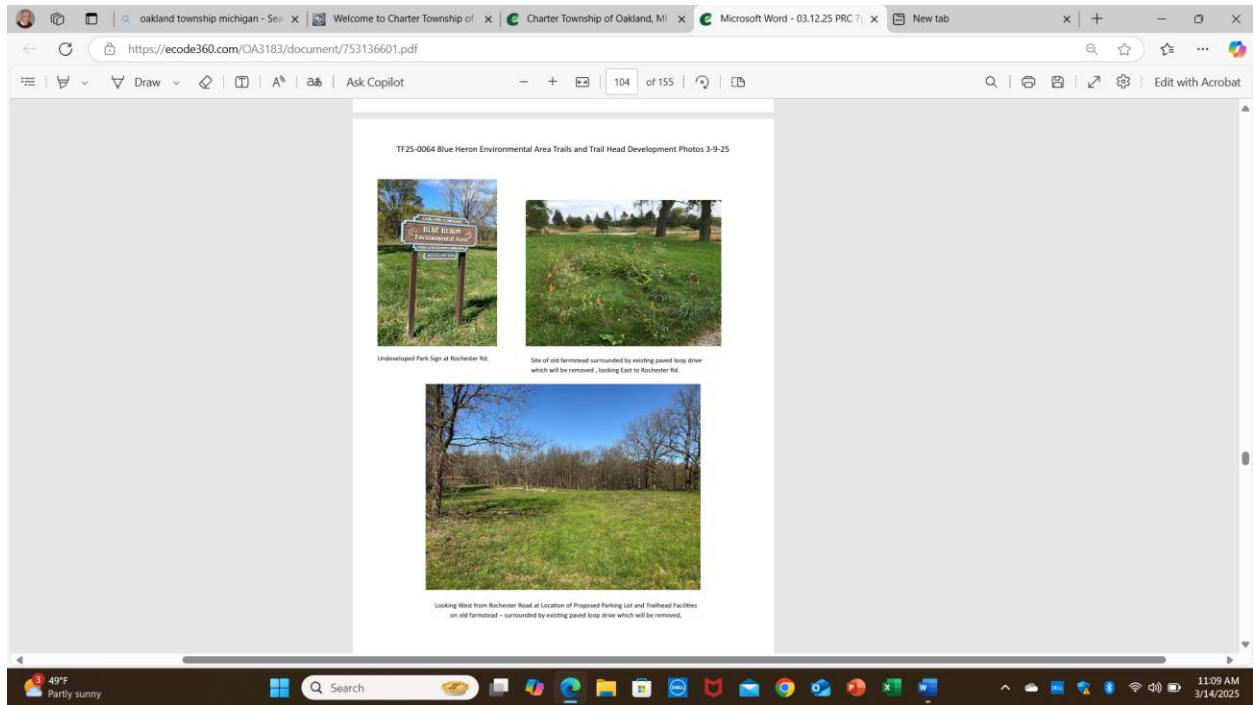 oakland township michigan - Sea
Welcome to Charter Township of
Charter Township of Oakland, MI
Microsoft Word - 03.12.25 PRC 7
New tab
https://ecode360.com/OA3183/document/753136601.pdf
Draw
Ask Copilot
104 of 155
Edit with Acrobat
TF25-0064 Blue Heron Environmental Area Trails and Trail Head Development Photos 3-9-25
BLUE HERON
Environmental Area
Undeveloped Park Sign at Rochester Rd.
Site of old farmstead surrounded by existing paved loop drive
which will be removed , looking East to Rochester Rd.
Looking West from Rochester Road at Location of Proposed Parking Lot and Trailhead Facilities
on old farmstead – surrounded by existing paved loop drive which will be removed,
3
49°F
Partly sunny
Search
11:09 AM
3/14/2025